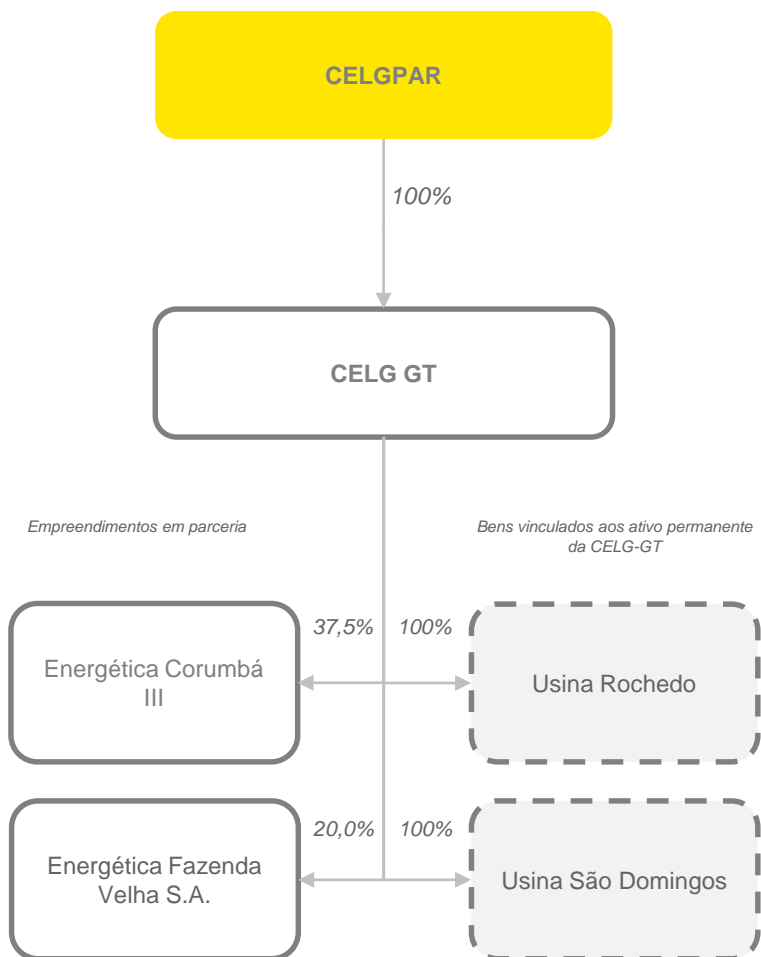 CELGPAR
100%
CELG GT
Empreendimentos em parceria
Bens vinculados aos ativo permanente
da CELG-GT
37,5%
100%
Energética Corumbá
III
Usina Rochedo
20,0%
100%
Energética Fazenda
Velha S.A.
Usina São Domingos